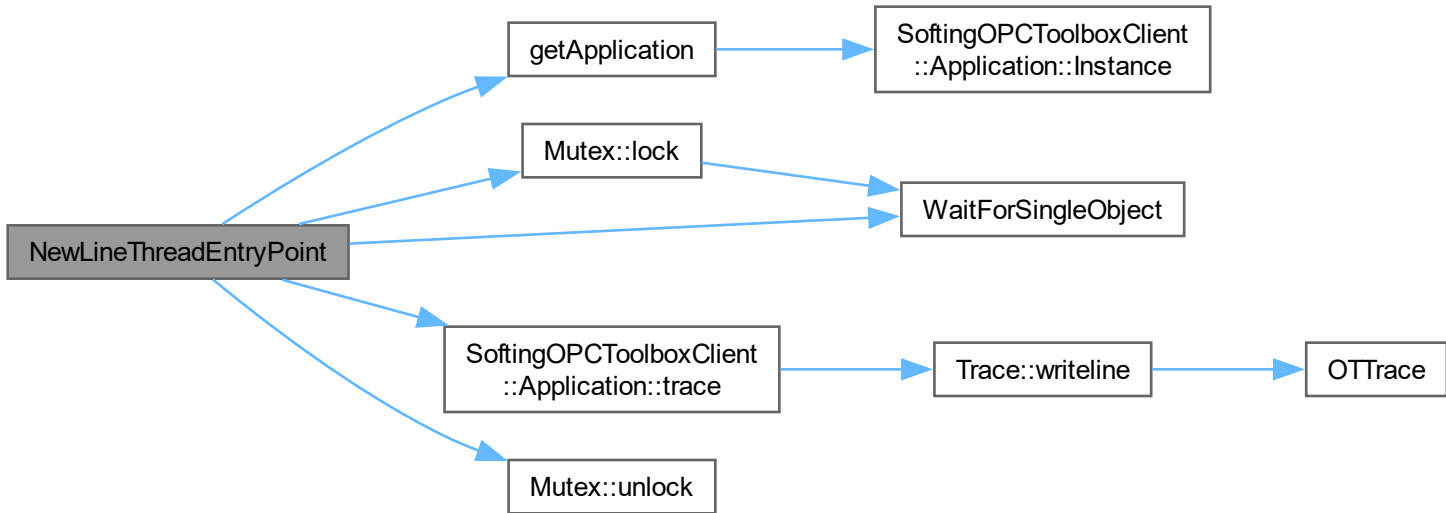 getApplication
SoftingOPCToolboxClient
::Application::Instance
Mutex::lock
WaitForSingleObject
NewLineThreadEntryPoint
SoftingOPCToolboxClient
::Application::trace
Trace::writeline
OTTrace
Mutex::unlock